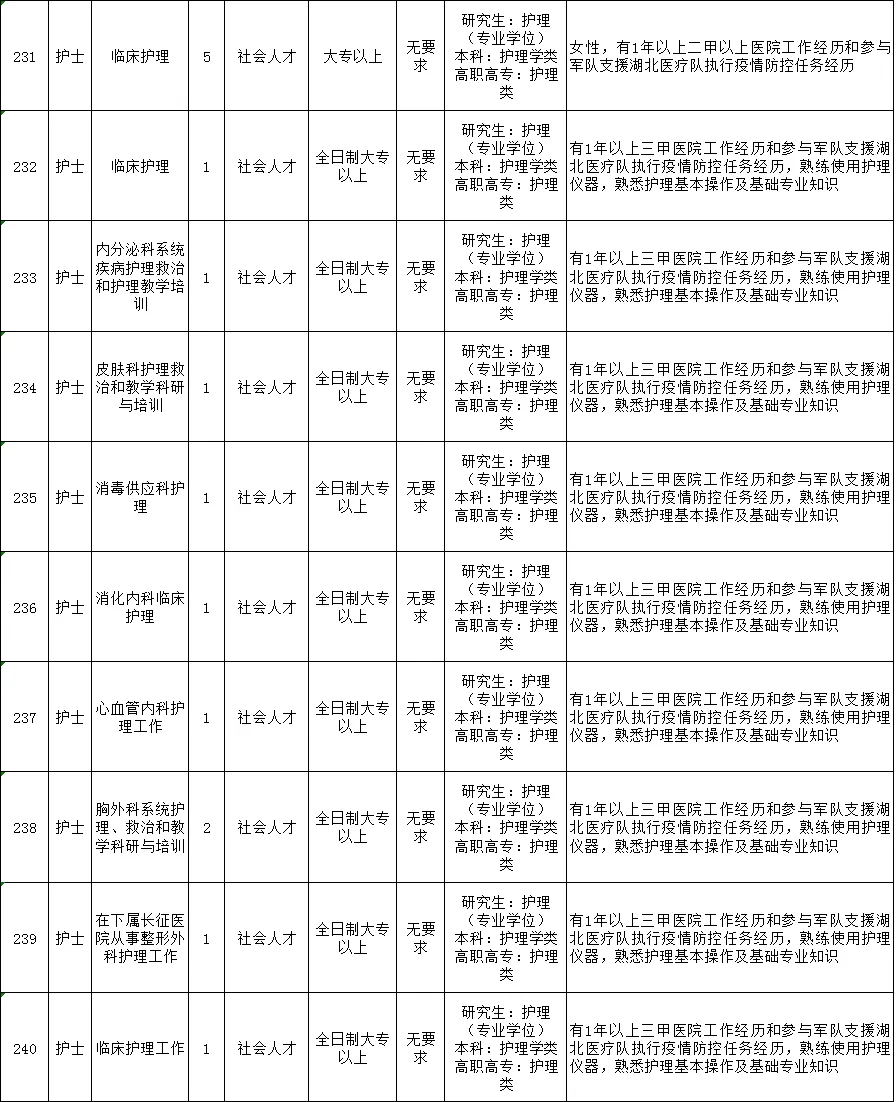 231 护士 临床护理 5 社会人才 大专以上 无要求 研究生：护理（专业学位） 本科：护理学类 高职高专：护理类 女性，有1年以上二甲以上医院工作经历和参与军队支援湖北医疗队执行疫情防控任务经历
232 护士 临床护理 1 社会人才 全日制大专以上 无要求 研究生：护理（专业学位） 本科：护理学类 高职高专：护理类 有1年以上三甲医院工作经历和参与军队支援湖北医疗队执行疫情防控任务经历，熟练使用护理仪器，熟悉护理基本操作及基础专业知识
233 护士 内分泌科系统疾病护理救治和护理教学培训 1 社会人才 全日制大专以上 无要求 研究生：护理（专业学位） 本科：护理学类 高职高专：护理类 有1年以上三甲医院工作经历和参与军队支援湖北医疗队执行疫情防控任务经历，熟练使用护理仪器，熟悉护理基本操作及基础专业知识
234 护士 皮肤科护理救治和教学科研与培训 1 社会人才 全日制大专以上 无要求 研究生：护理（专业学位） 本科：护理学类 高职高专：护理类 有1年以上三甲医院工作经历和参与军队支援湖北医疗队执行疫情防控任务经历，熟练使用护理仪器，熟悉护理基本操作及基础专业知识
235 护士 消毒供应科护理 1 社会人才 全日制大专以上 无要求 研究生：护理（专业学位） 本科：护理学类 高职高专：护理类 有1年以上三甲医院工作经历和参与军队支援湖北医疗队执行疫情防控任务经历，熟练使用护理仪器，熟悉护理基本操作及基础专业知识
236 护士 消化内科临床护理 1 社会人才 全日制大专以上 无要求 研究生：护理（专业学位） 本科：护理学类 高职高专：护理类 有1年以上三甲医院工作经历和参与军队支援湖北医疗队执行疫情防控任务经历，熟练使用护理仪器，熟悉护理基本操作及基础专业知识
237 护士 心血管内科护理工作 1 社会人才 全日制大专以上 无要求 研究生：护理（专业学位） 本科：护理学类 高职高专：护理类 有1年以上三甲医院工作经历和参与军队支援湖北医疗队执行疫情防控任务经历，熟练使用护理仪器，熟悉护理基本操作及基础专业知识
238 护士 胸外科系统护理、救治和教学科研与培训 2 社会人才 全日制大专以上 无要求 研究生：护理（专业学位） 本科：护理学类 高职高专：护理类 有1年以上三甲医院工作经历和参与军队支援湖北医疗队执行疫情防控任务经历，熟练使用护理仪器，熟悉护理基本操作及基础专业知识
239 护士 在下属长征医院从事整形外科护理工作 1 社会人才 全日制大专以上 无要求 研究生：护理（专业学位） 本科：护理学类 高职高专：护理类 有1年以上三甲医院工作经历和参与军队支援湖北医疗队执行疫情防控任务经历，熟练使用护理仪器，熟悉护理基本操作及基础专业知识
240 护士 临床护理工作 1 社会人才 全日制大专以上 无要求 研究生：护理（专业学位） 本科：护理学类 高职高专：护理类 有1年以上三甲医院工作经历和参与军队支援湖北医疗队执行疫情防控任务经历，熟练使用护理仪器，熟悉护理基本操作及基础专业知识